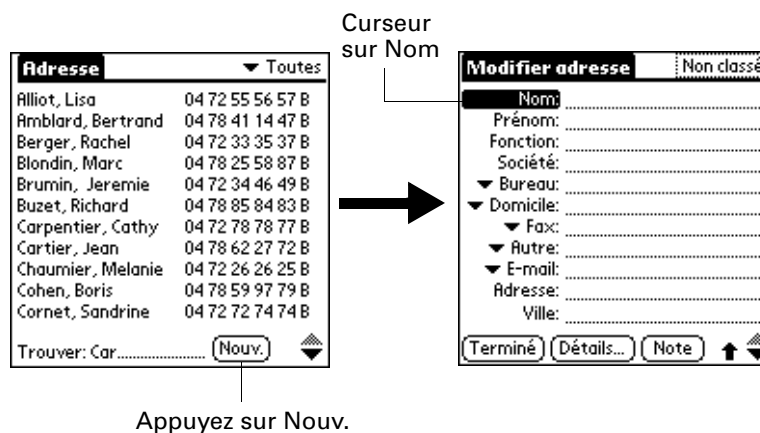 Curseur
sur Nom
Adresse
Toutes
Alliot, Lisa 04 72 55 56 57 B
Amblard, Bertrand 04 78 41 14 47 B
Berger, Rachel 04 72 33 35 37 B
Blondin, Marc 04 78 25 58 87 B
Brumin, Jeremie 04 72 34 46 49 B
Buzet, Richard 04 78 85 84 83 B
Carpentier, Cathy 04 72 78 78 77 B
Cartier, Jean 04 78 62 27 72 B
Chaumier, Melanie 04 72 26 26 25 B
Cohen, Boris 04 78 59 97 79 B
Cornet, Sandrine 04 72 72 74 74 B
Trouver: Car
Nouv.
Appuyez sur Nouv.
Modifier adresse
Non classé
Nom:
Prénom:
Fonction:
Société:
Bureau:
Domicile:
Fax:
Autre:
E-mail:
Adresse:
Ville:
Terminé
Détails...
Note